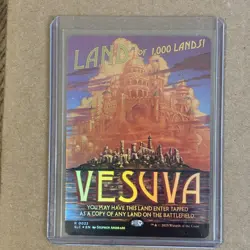 LAND OF 1,000 LANDS!
VESUVA
YOU MAY HAVE THIS LAND ENTER TAPPED
AS A COPY OF ANY LAND ON THE BATTLEFIELD.
R 0022